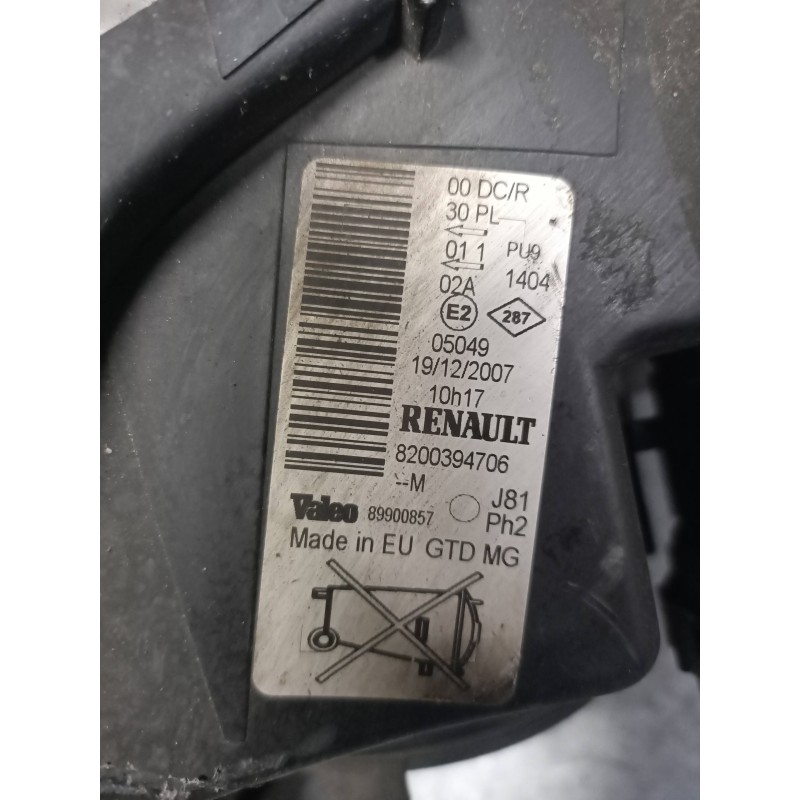 00 DC/R
30 PL
01 1 PU9
02A 1404
E2 287
05049
19/12/2007
10h17
RENAULT
8200394706
--M
Valeo 89900857 J81
Ph2
Made in EU GTD MG